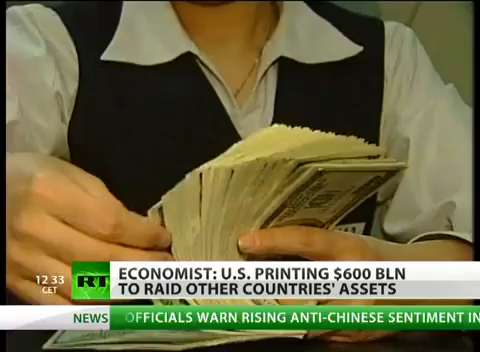 12 33
CET
RT
ECONOMIST: U.S. PRINTING $600 BLN
TO RAID OTHER COUNTRIES' ASSETS
NEWS
OFFICIALS WARN RISING ANTI-CHINESE SENTIMENT IN